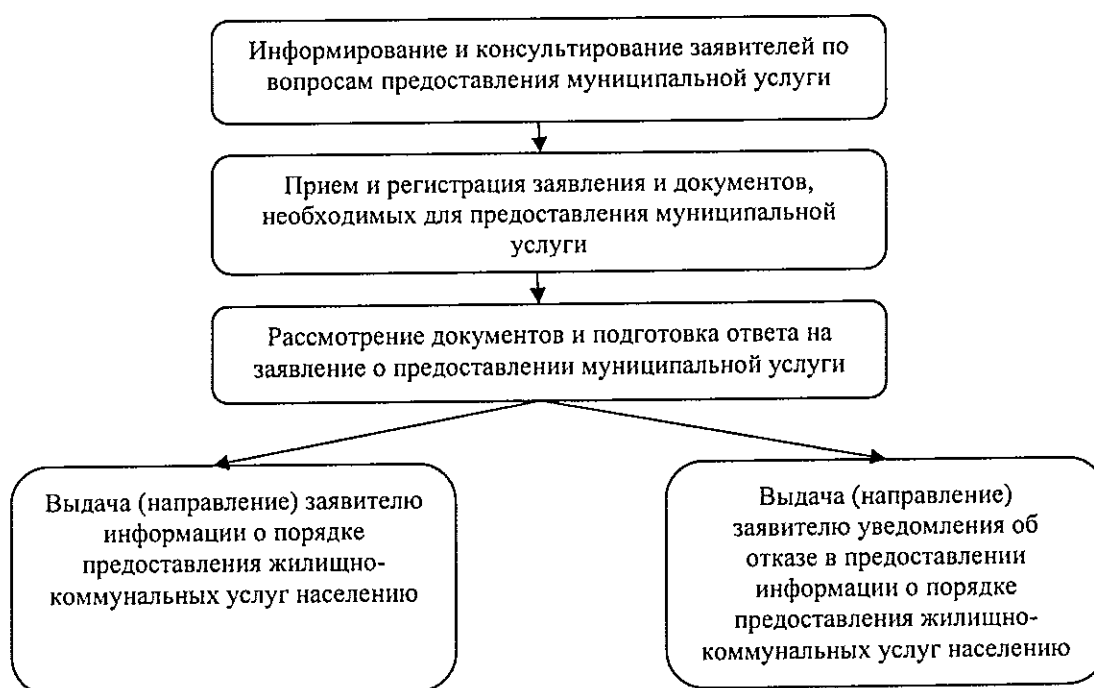 Информирование и консультирование заявителей по
вопросам предоставления муниципальной услуги
Прием и регистрация заявления и документов,
необходимых для предоставления муниципальной
услуги
Рассмотрение документов и подготовка ответа на
заявление о предоставлении муниципальной услуги
Выдача (направление) заявителю
информации о порядке
предоставления жилищно-
коммунальных услуг населению
Выдача (направление)
заявителю уведомления об
отказе в предоставлении
информации о порядке
предоставления жилищно-
коммунальных услуг населению